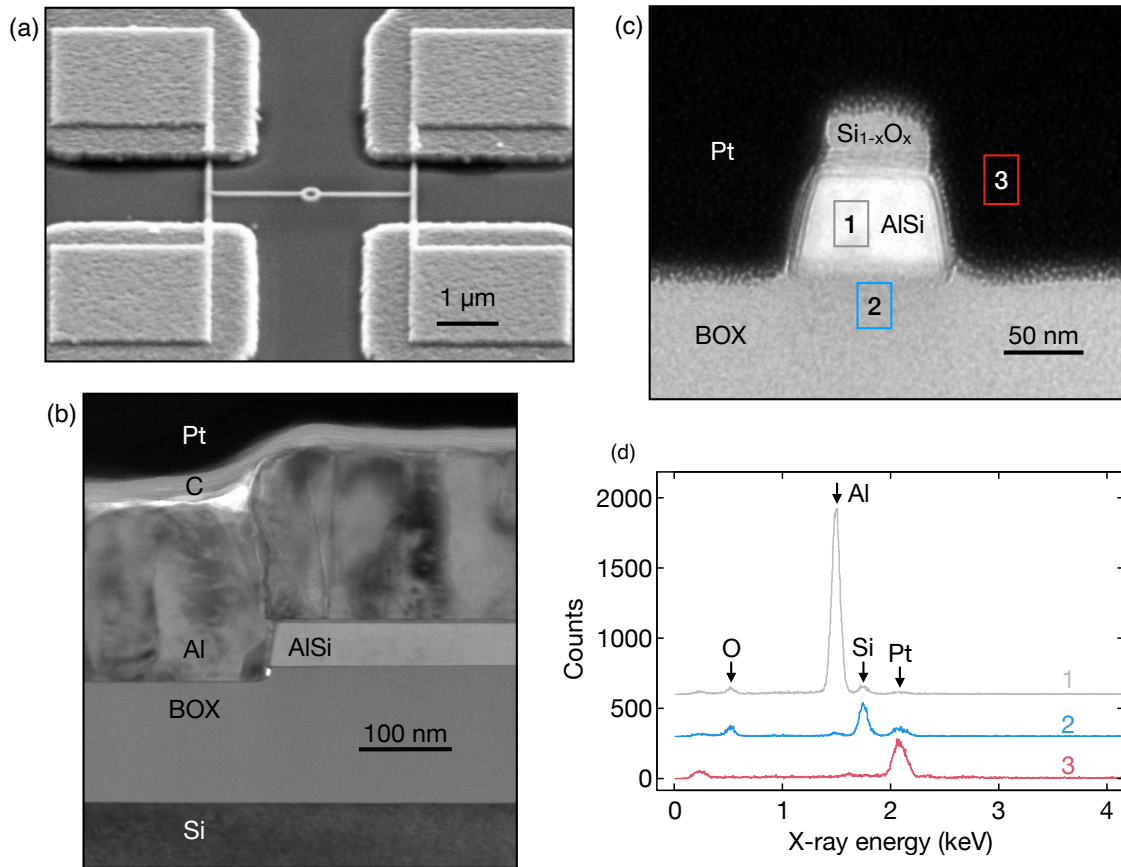 (a)
1 µm
(b)
Pt
C
Al
AlSi
BOX
100 nm
Si
(c)
Si1-xOx
Pt
3
1
AlSi
2
BOX
50 nm
(d)
2000
1500
1000
500
0
Counts
Al
O
Si
Pt
1
2
3
0
1
2
3
4
X-ray energy (keV)